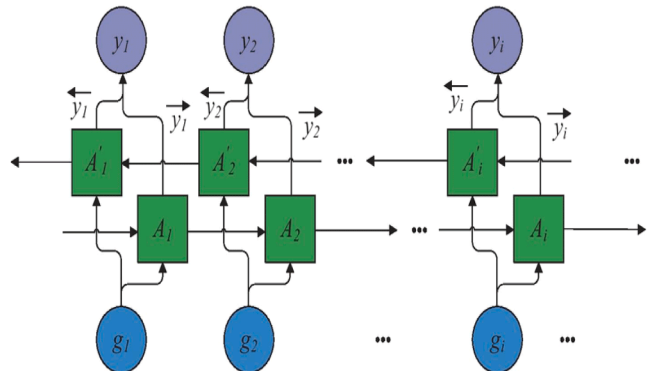 y₁ y₂ yᵢ
←y₁ →y₁ ←y₂ →y₂ ←yᵢ →yᵢ
A′₁ A′₂ ... A′ᵢ ...
A₁ A₂ ... Aᵢ
g₁ g₂ ... gᵢ ...